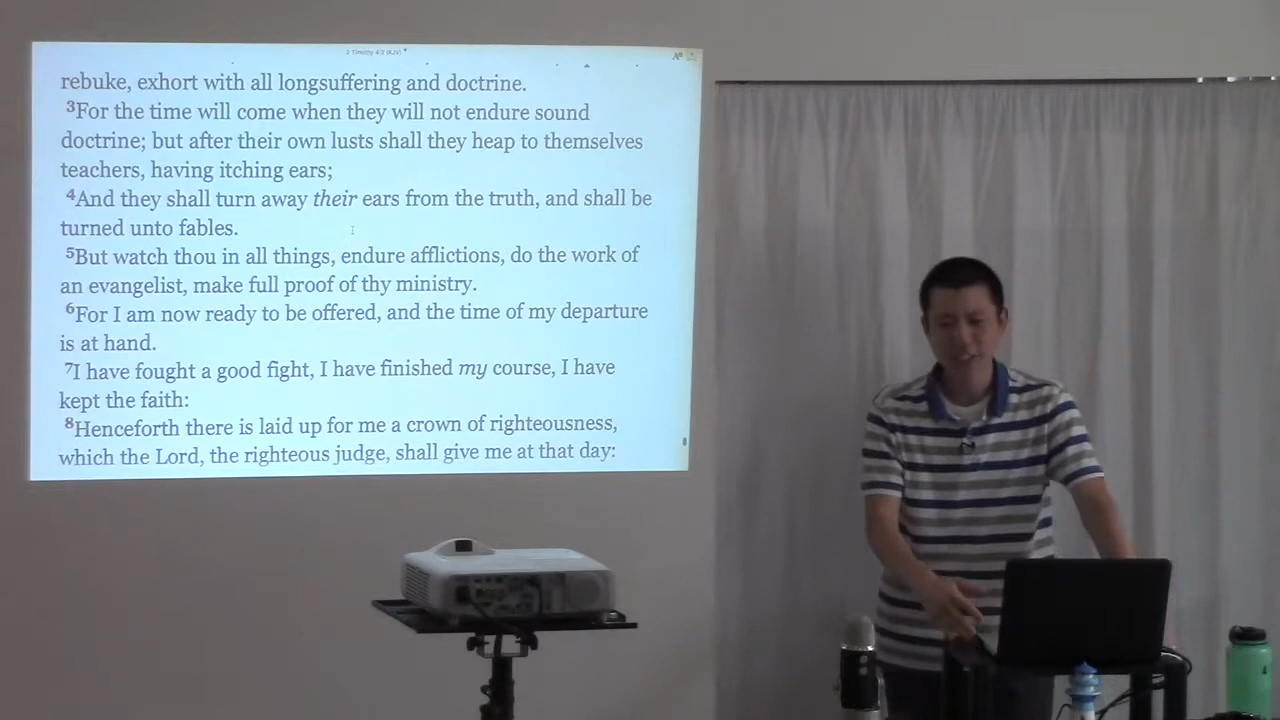 2 Timothy 4:3 (KJV)
rebuke, exhort with all longsuffering and doctrine.
3For the time will come when they will not endure sound
doctrine; but after their own lusts shall they heap to themselves
teachers, having itching ears;
4And they shall turn away their ears from the truth, and shall be
turned unto fables.
5But watch thou in all things, endure afflictions, do the work of
an evangelist, make full proof of thy ministry.
6For I am now ready to be offered, and the time of my departure
is at hand.
7I have fought a good fight, I have finished my course, I have
kept the faith:
8Henceforth there is laid up for me a crown of righteousness,
which the Lord, the righteous judge, shall give me at that day: